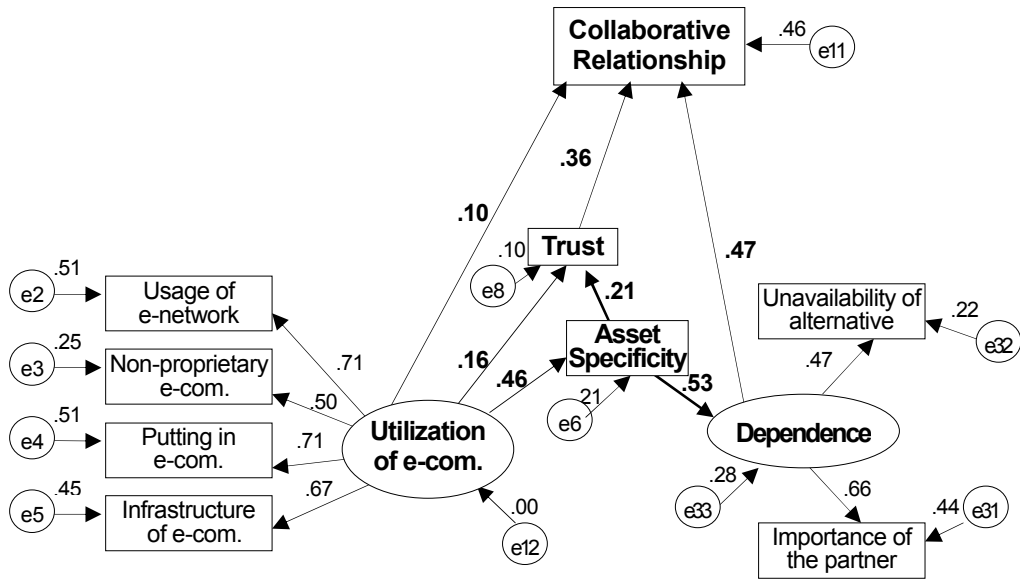 Collaborative
Relationship
.46
e11
.36
.10
Trust
.10
e8
.47
.21
.51
e2
Usage of
e-network
Unavailability of
alternative
.22
e32
Asset
Specificity
.25
e3
Non-proprietary
e-com.
.71
.16
.46
.53
.47
.50
.21
e6
.51
e4
Putting in
e-com.
.71
Utilization
of e-com.
Dependence
.45
e5
Infrastructure
of e-com.
.67
.28
e33
.66
.00
e12
.44
e31
Importance of
the partner